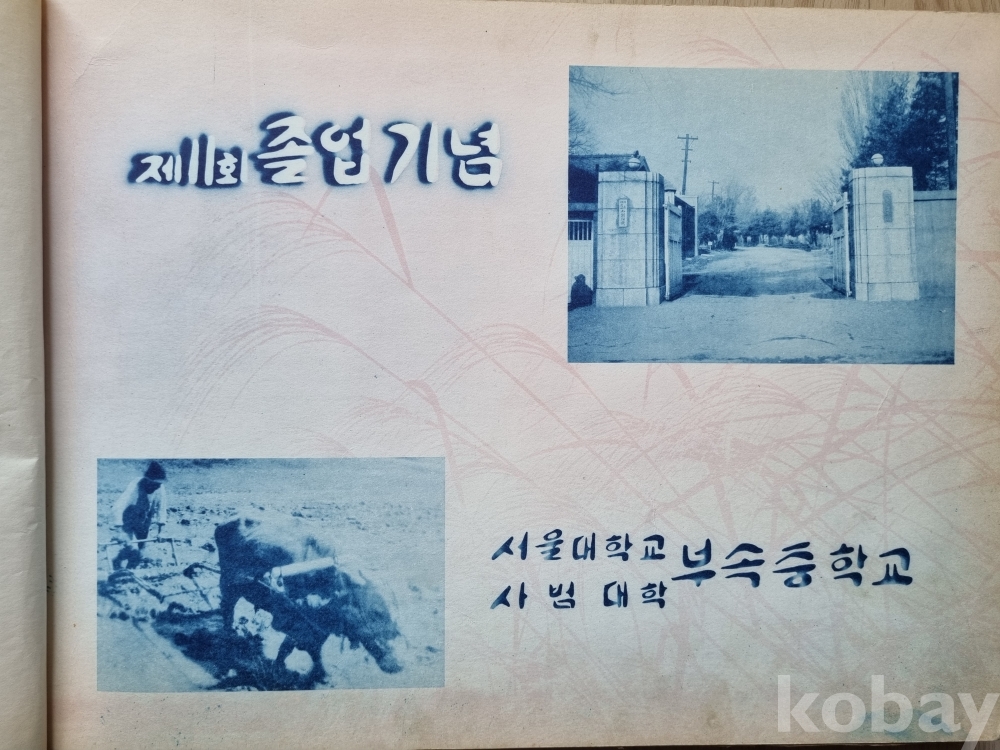 제11회 졸업기념
서울대학교
사범대학 부속중학교
kobay